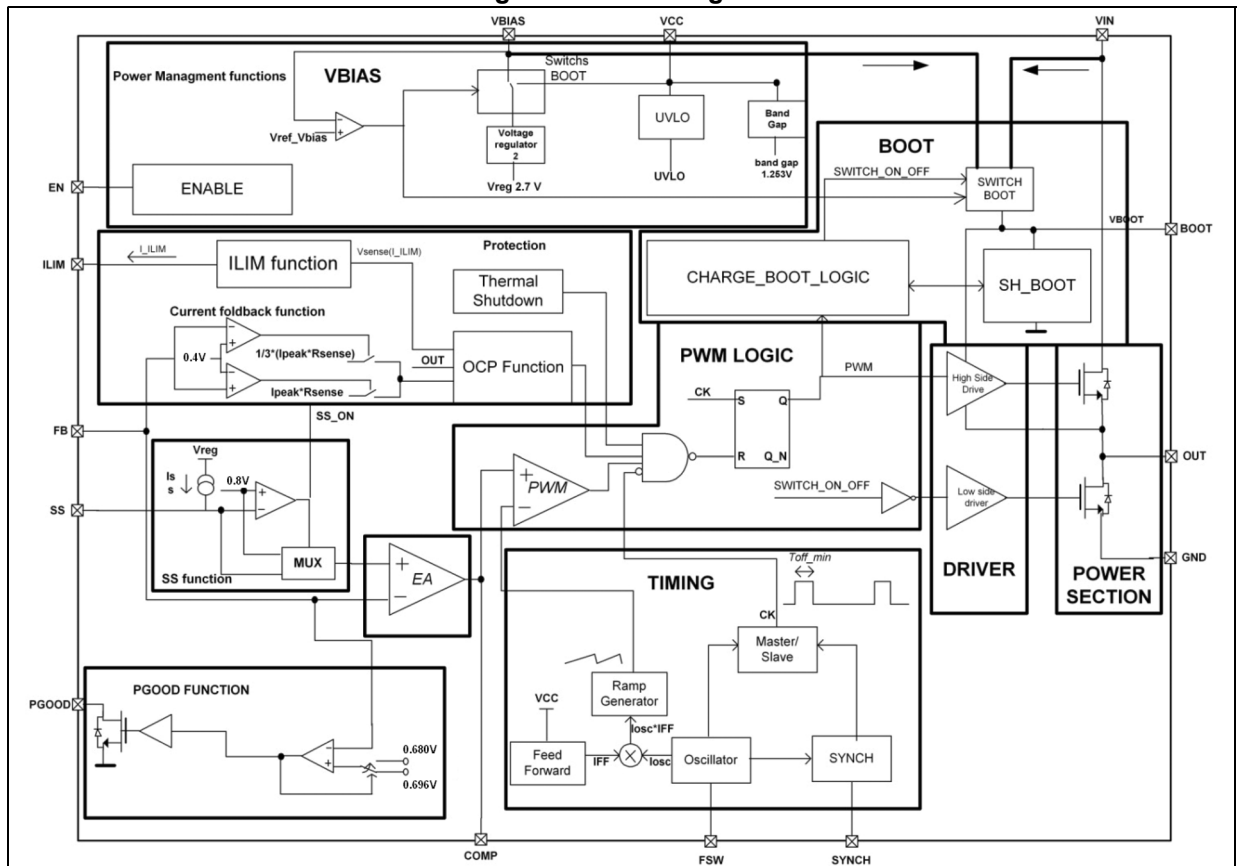 VBIAS
VCC
VIN
Power Managment functions
VBIAS
Switchs
BOOT
Vref_Vbias
-
+
Voltage
regulator
2
Vreg 2.7 V
UVLO
UVLO
Band
Gap
band gap
1.253V
BOOT
SWITCH_ON_OFF
SWITCH
BOOT
EN
ENABLE
VBOOT
BOOT
ILIM
I_ILIM
ILIM function
Vsense(I_ILIM)
Protection
Thermal
Shutdown
CHARGE_BOOT_LOGIC
SH_BOOT
Current foldback function
-
+
0.4V
-
+
1/3*(Ipeak*Rsense)
OUT
Ipeak*Rsense
OCP Function
PWM LOGIC
PWM
CK
S
Q
R
Q_N
High Side
Drive
FB
SS_ON
Vreg
Is
s
0.8V
+
-
SS
MUX
SS function
+
PWM
-
SWITCH_ON_OFF
Low side
driver
OUT
GND
+
EA
-
TIMING
Toff_min
CK
DRIVER
POWER
SECTION
Master/
Slave
PGOOD FUNCTION
PGOOD
-
+
0.680V
0.696V
VCC
Ramp
Generator
Iosc*IFF
Feed
Forward
IFF
Iosc
Oscillator
SYNCH
COMP
FSW
SYNCH